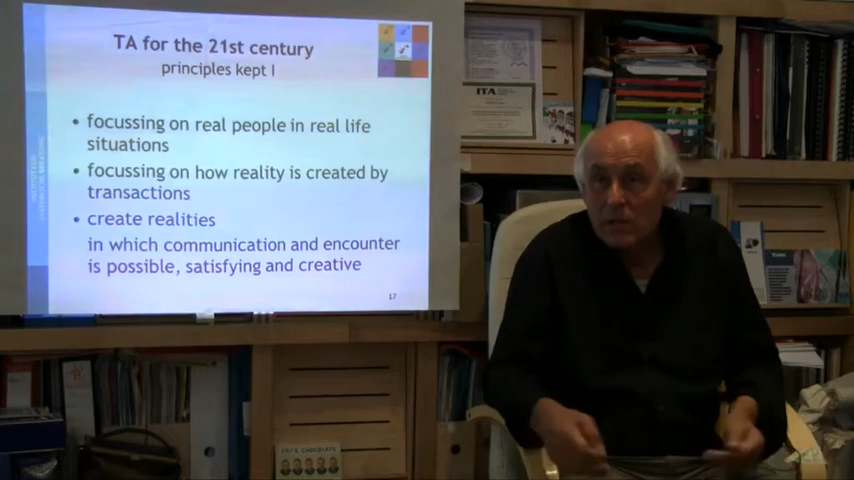 TA for the 21st century
principles kept I
• focussing on real people in real life
situations
• focussing on how reality is created by
transactions
• create realities
in which communication and encounter
is possible, satisfying and creative
17
ITA